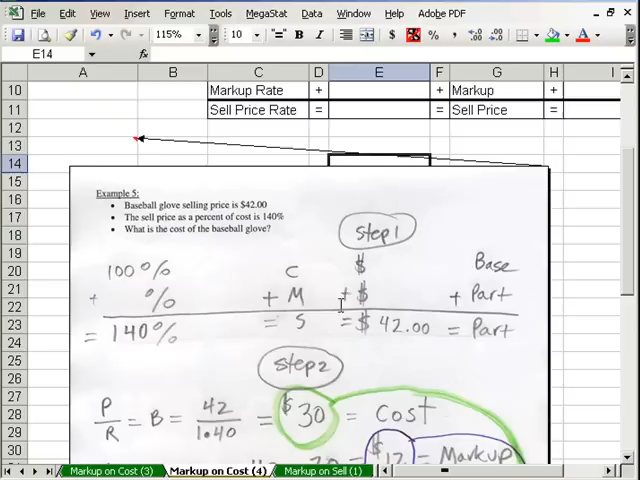 File Edit View Insert Format Tools MegaStat Data Window Help Adobe PDF
115% 10 B I U $ % ,
E14 fx
A B C D E F G H I
10 Markup Rate + + Markup +
11 Sell Price Rate = = Sell Price =
12
13
14
15
16
17
18
19
20
21
22
23
24
25
26
27
28
29
30
Example 5:
• Baseball glove selling price is $42.00
• The sell price as a percent of cost is 140%
• What is the cost of the baseball glove?
Step 1
100% C $ Base
+ % + M + $ + Part
= 140% = S = $ 42.00 = Part
Step 2
P/R = B = 42/1.40 = $30 = Cost
$12 = Markup
Markup on Cost (3) Markup on Cost (4) Markup on Sell (1)